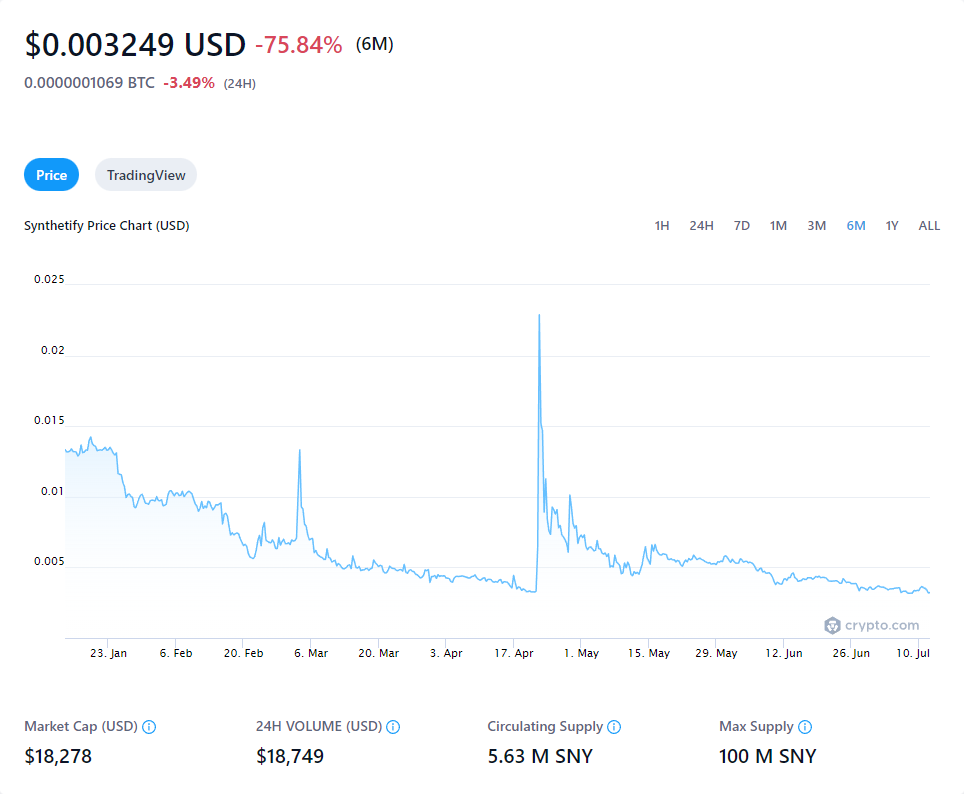 $0.003249 USD -75.84% (6M)
0.0000001069 BTC -3.49% (24H)
Price TradingView
Synthetify Price Chart (USD) 1H 24H 7D 1M 3M 6M 1Y ALL
0.025
0.02
0.015
0.01
0.005
crypto.com
23. Jan 6. Feb 20. Feb 6. Mar 20. Mar 3. Apr 17. Apr 1. May 15. May 29. May 12. Jun 26. Jun 10. Jul
Market Cap (USD) 24H VOLUME (USD) Circulating Supply Max Supply
$18,278 $18,749 5.63 M SNY 100 M SNY